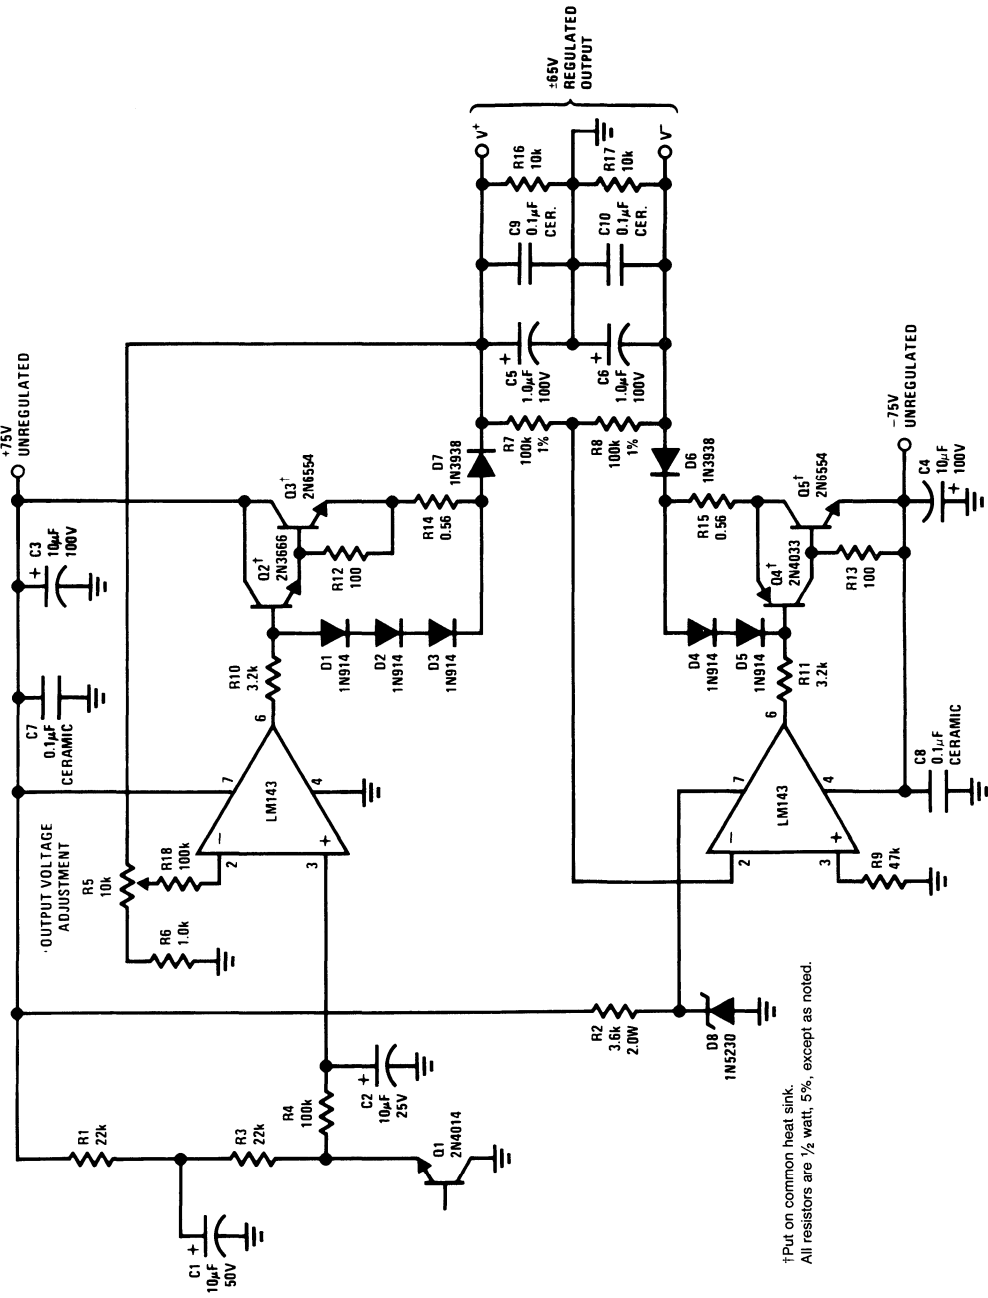 +75V
UNREGULATED
±65V
REGULATED
OUTPUT
C7
0.1μF
CERAMIC
C3
10μF
100V
+
Q3†
2N6554
Q2†
2N3666
R12
100
R14
0.56
D7
1N3938
V+
R16
10k
C9
0.1μF
CER.
C5
1.0μF
100V
+
R7
100k
1%
R10
3.2k
D1
1N914
D2
1N914
D3
1N914
OUTPUT VOLTAGE
ADJUSTMENT
R5
10k
R18
100k
R6
1.0k
LM143
2
3
4
6
7
−
+
R17
10k
C10
0.1μF
CER.
C6
1.0μF
100V
+
R8
100k
1%
V−
D6
1N3938
R15
0.56
Q5†
2N6554
Q4†
2N4033
R13
100
−75V
UNREGULATED
C4
10μF
100V
+
D4
1N914
D5
1N914
R11
3.2k
LM143
2
3
4
6
7
−
+
R9
47k
C8
0.1μF
CERAMIC
R1
22k
R3
22k
C1
10μF
50V
+
R4
100k
C2
10μF
25V
+
Q1
2N4014
R2
3.6k
2.0W
D8
1N5230
†Put on common heat sink.
All resistors are ½ watt, 5%, except as noted.